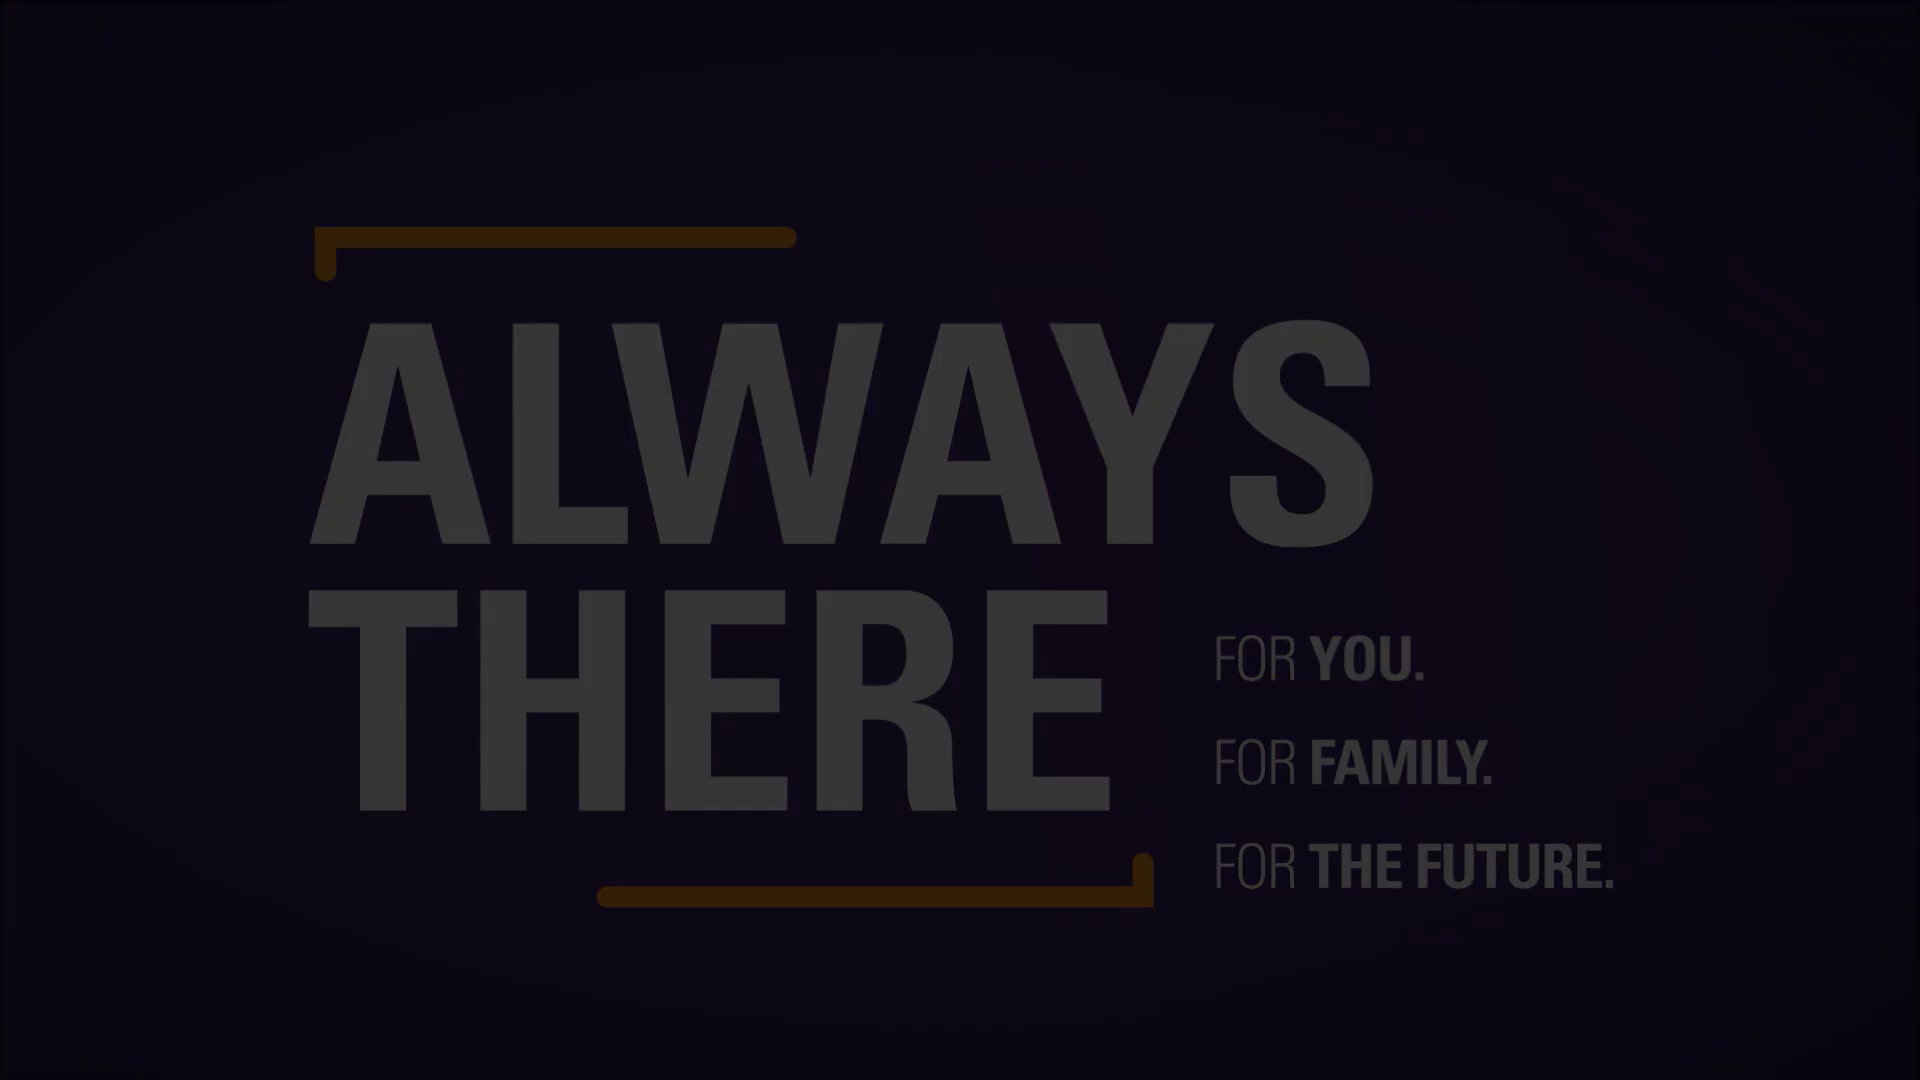 ALWAYS
THERE
FOR YOU.
FOR FAMILY.
FOR THE FUTURE.